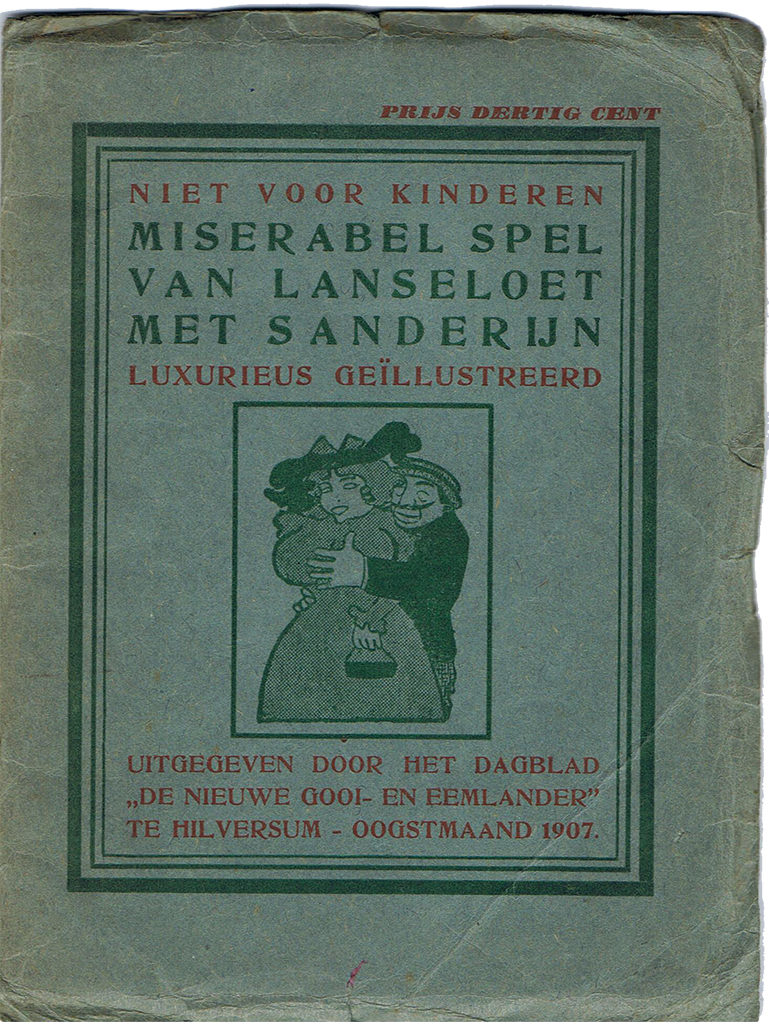 PRIJS DERTIG CENT
NIET VOOR KINDEREN
MISERABEL SPEL
VAN LANSELOET
MET SANDERIJN
LUXURIEUS GEÏLLUSTREERD
UITGEGEVEN DOOR HET DAGBLAD
„DE NIEUWE GOOI- EN EEMLANDER”
TE HILVERSUM - OOGSTMAAND 1907.